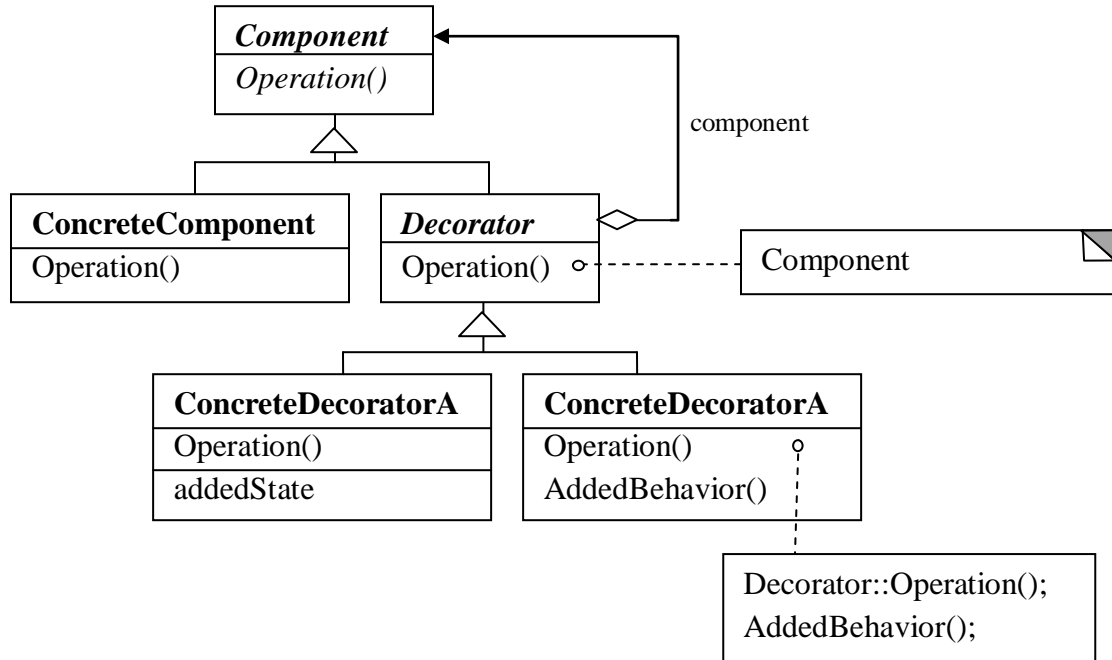 Component
Operation()
component
ConcreteComponent
Operation()
Decorator
Operation()
Component
ConcreteDecoratorA
Operation()
addedState
ConcreteDecoratorA
Operation()
AddedBehavior()
Decorator::Operation();
AddedBehavior();